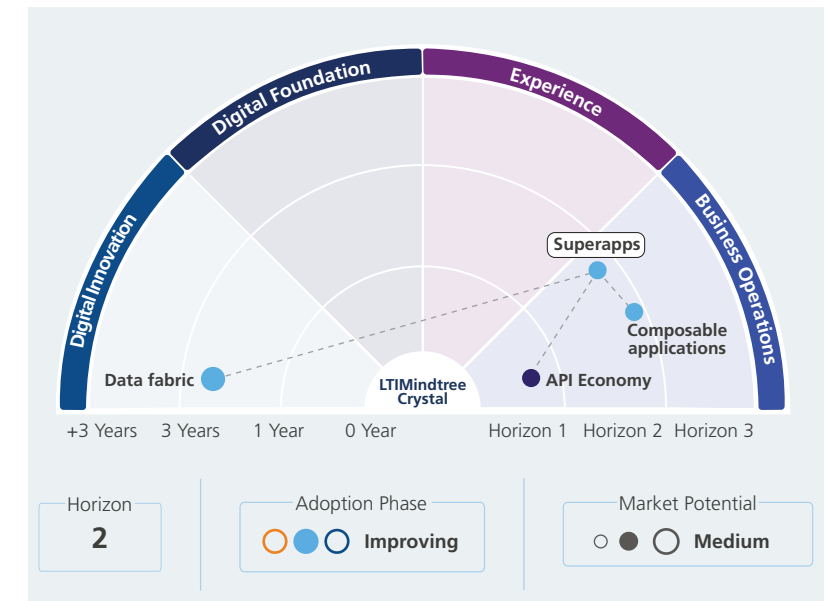 Digital Foundation
Experience
Digital Innovation
Business Operations
Superapps
Composable
applications
Data fabric
API Economy
LTIMindtree
Crystal
+3 Years
3 Years
1 Year
0 Year
Horizon 1
Horizon 2
Horizon 3
Horizon
2
Adoption Phase
Improving
Market Potential
Medium